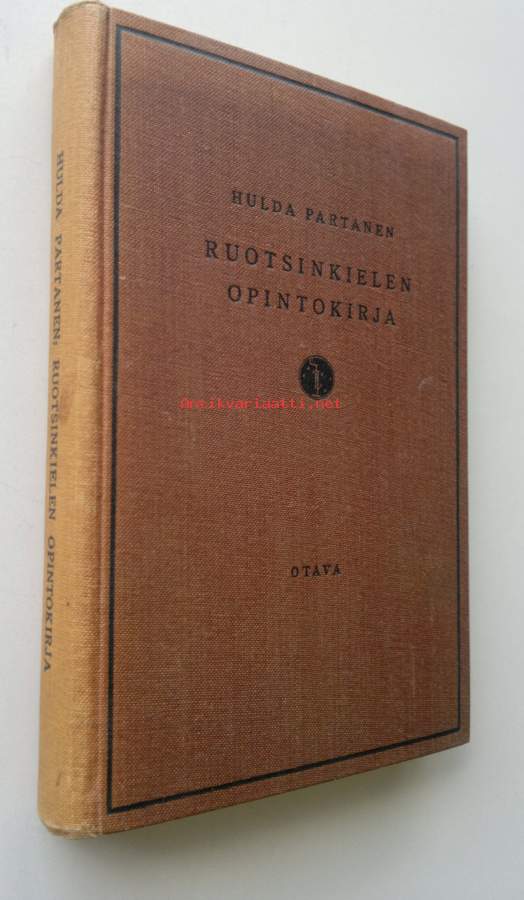 HULDA PARTANEN
RUOTSINKIELEN
OPINTOKIRJA
OTAVA
HULDA PARTANEN: RUOTSINKIELEN OPINTOKIRJA
Antikvariaatti.net